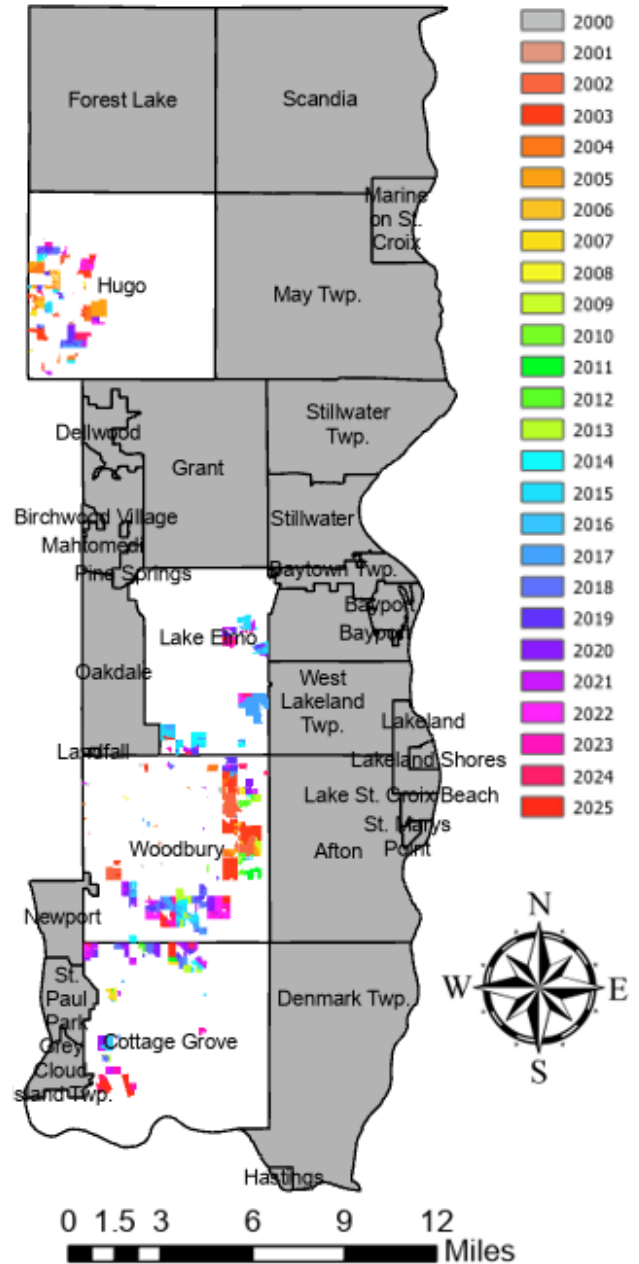 Forest Lake
Scandia
Marine
on St.
Croix
Hugo
May Twp.
Stillwater
Twp.
Dellwood
Grant
Birchwood Village
Stillwater
Mahtomedi
Pine Springs
Baytown Twp.
Bayport
Bayport
Lake Elmo
Oakdale
West
Lakeland
Twp.
Lakeland
Landfall
Lakeland Shores
Lake St. Croix Beach
St. Marys
Point
Woodbury
Afton
Newport
St.
Paul
Park
Denmark Twp.
Grey
Cloud
Island Twp.
Cottage Grove
Hastings
2000
2001
2002
2003
2004
2005
2006
2007
2008
2009
2010
2011
2012
2013
2014
2015
2016
2017
2018
2019
2020
2021
2022
2023
2024
2025
N
W
E
S
0 1.5 3 6 9 12
Miles